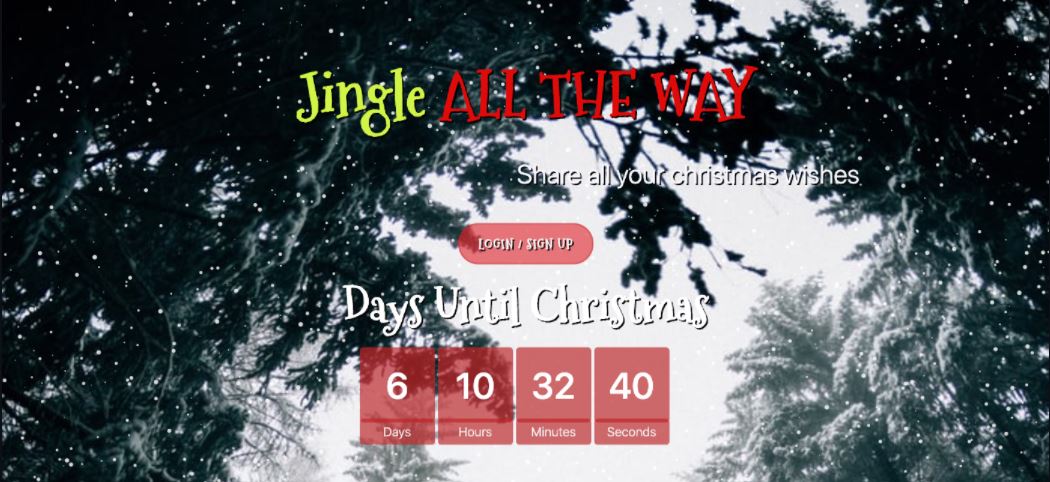 Jingle ALL THE WAY
Share all your christmas wishes
LOGIN / SIGN UP
Days Until Christmas
6 10 32 40
Days Hours Minutes Seconds